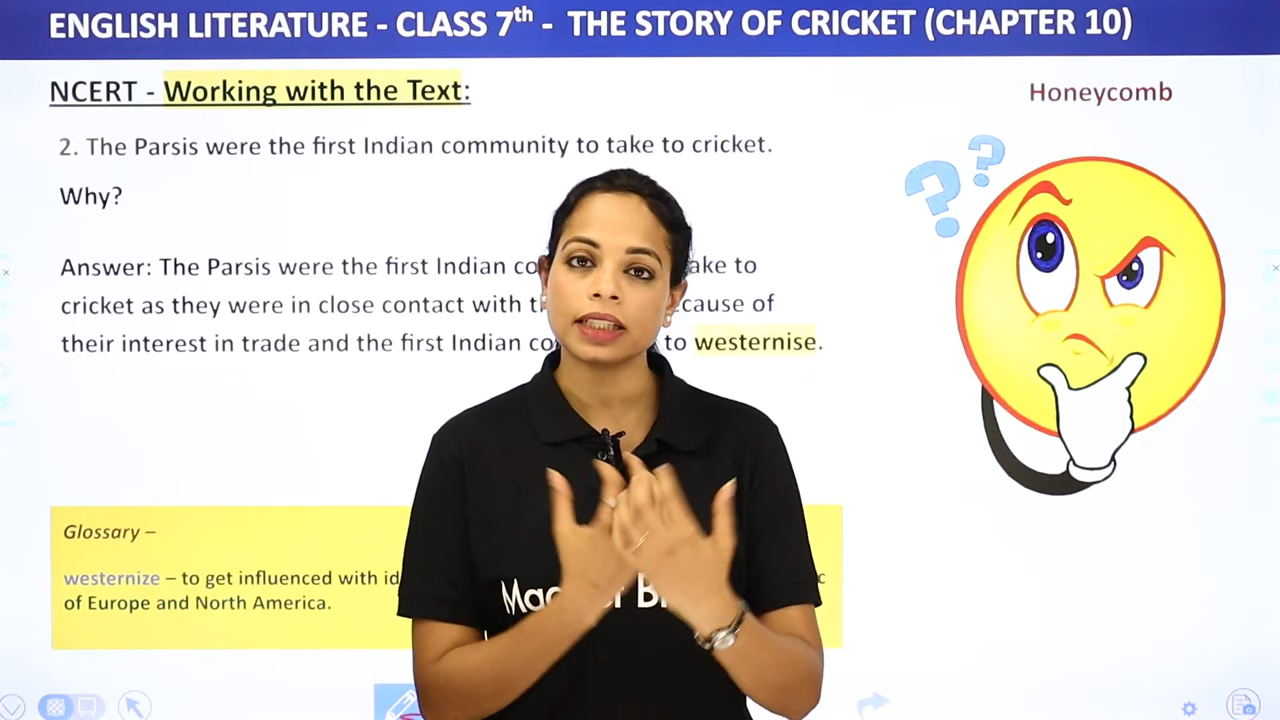 ENGLISH LITERATURE - CLASS 7th - THE STORY OF CRICKET (CHAPTER 10)
NCERT - Working with the Text:
Honeycomb
2. The Parsis were the first Indian community to take to cricket.
Why?
? ?
Answer: The Parsis were the first Indian co ake to
cricket as they were in close contact with t cause of
their interest in trade and the first Indian co to westernise.
Glossary –
westernize – to get influenced with id c
of Europe and North America.